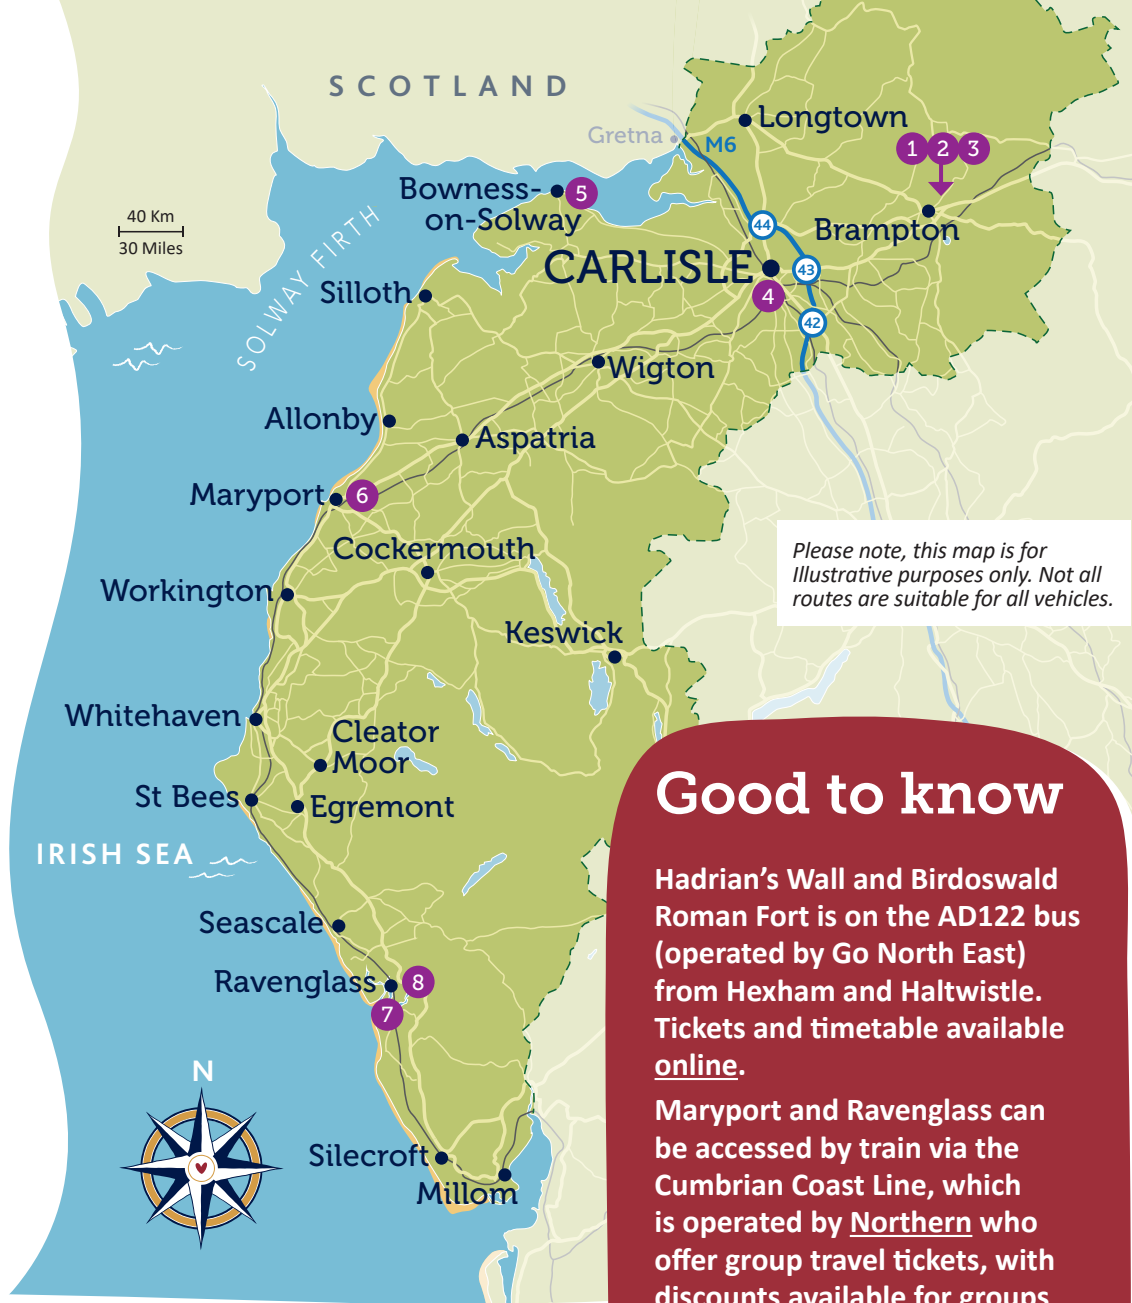 SCOTLAND
Longtown
Gretna
M6
1 2 3
Bowness-
on-Solway
5
40 Km
30 Miles
44
Brampton
SOLWAY FIRTH
CARLISLE
43
4
Silloth
42
Wigton
Allonby
Aspatria
Maryport
6
Cockermouth
Please note, this map is for
Illustrative purposes only. Not all
routes are suitable for all vehicles.
Workington
Keswick
Whitehaven
Cleator
Moor
St Bees
Egremont
Good to know
IRISH SEA
Hadrian’s Wall and Birdoswald
Roman Fort is on the AD122 bus
(operated by Go North East)
from Hexham and Haltwistle.
Tickets and timetable available
online.
Seascale
Ravenglass
8
7
N
Maryport and Ravenglass can
be accessed by train via the
Cumbrian Coast Line, which
is operated by Northern who
offer group travel tickets, with
discounts available for groups
Silecroft
Millom